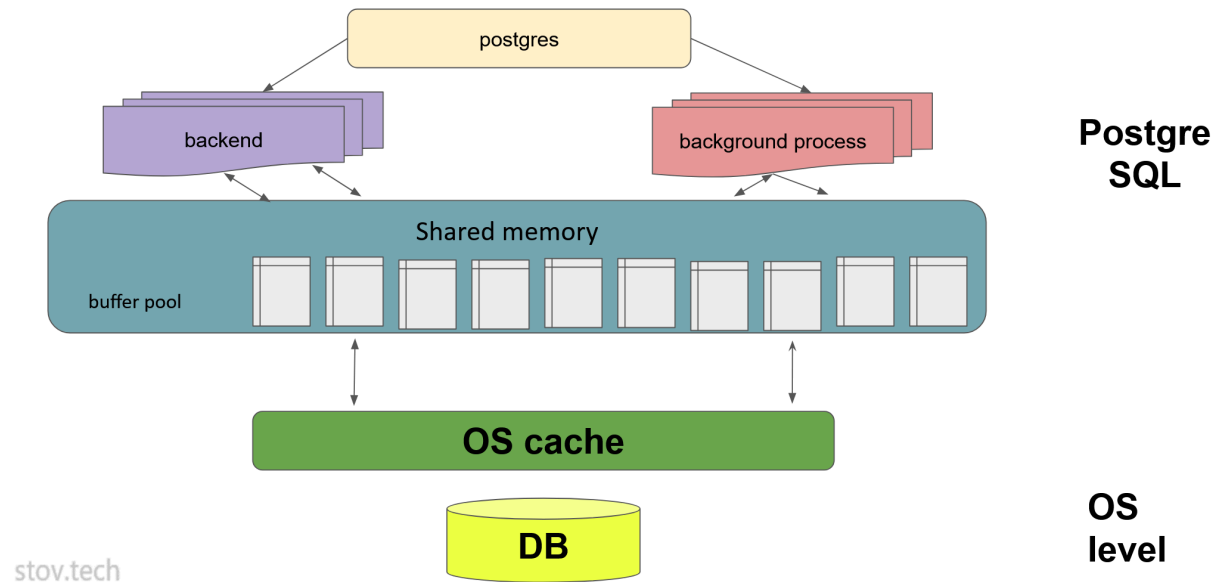 postgres
backend
background process
Postgre
SQL
Shared memory
buffer pool
OS cache
DB
OS
level
stov.tech